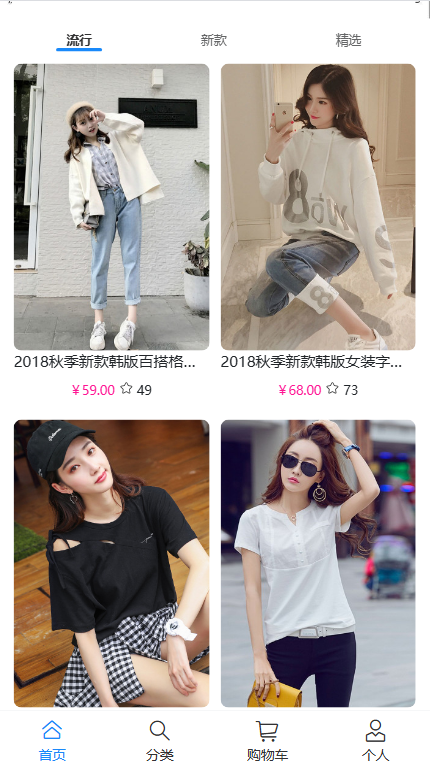 流行
新款
精选
2018秋季新款韩版百搭格...
2018秋季新款韩版女装字...
¥ 59.00 ☆ 49
¥ 68.00 ☆ 73
首页
分类
购物车
个人